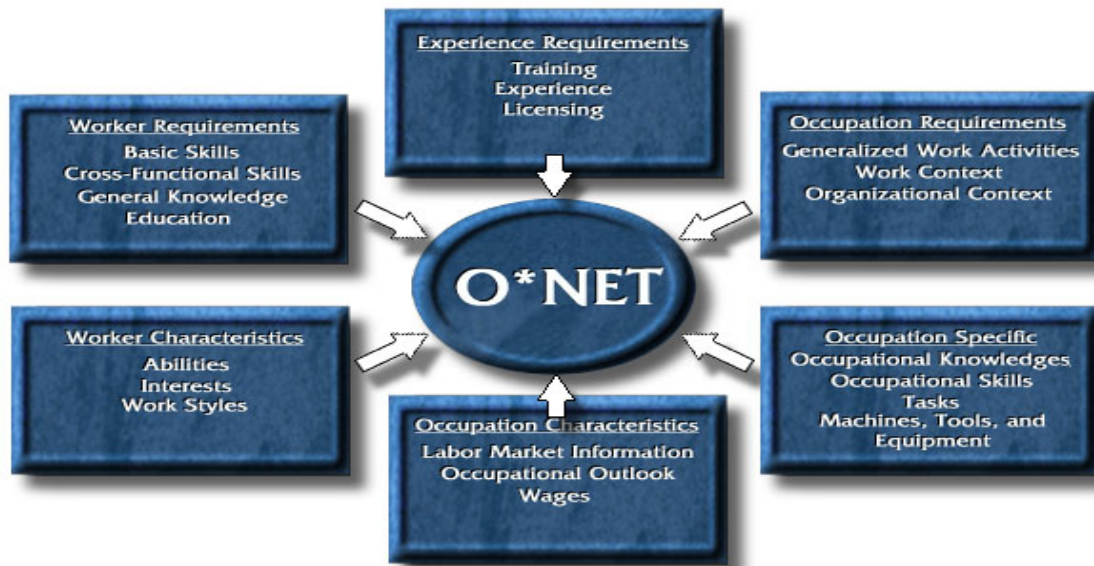 Experience Requirements
Training
Experience
Licensing
Worker Requirements
Basic Skills
Cross-Functional Skills
General Knowledge
Education
Occupation Requirements
Generalized Work Activities
Work Context
Organizational Context
O*NET
Worker Characteristics
Abilities
Interests
Work Styles
Occupation Characteristics
Labor Market Information
Occupational Outlook
Wages
Occupation Specific
Occupational Knowledges
Occupational Skills
Tasks
Machines, Tools, and
Equipment